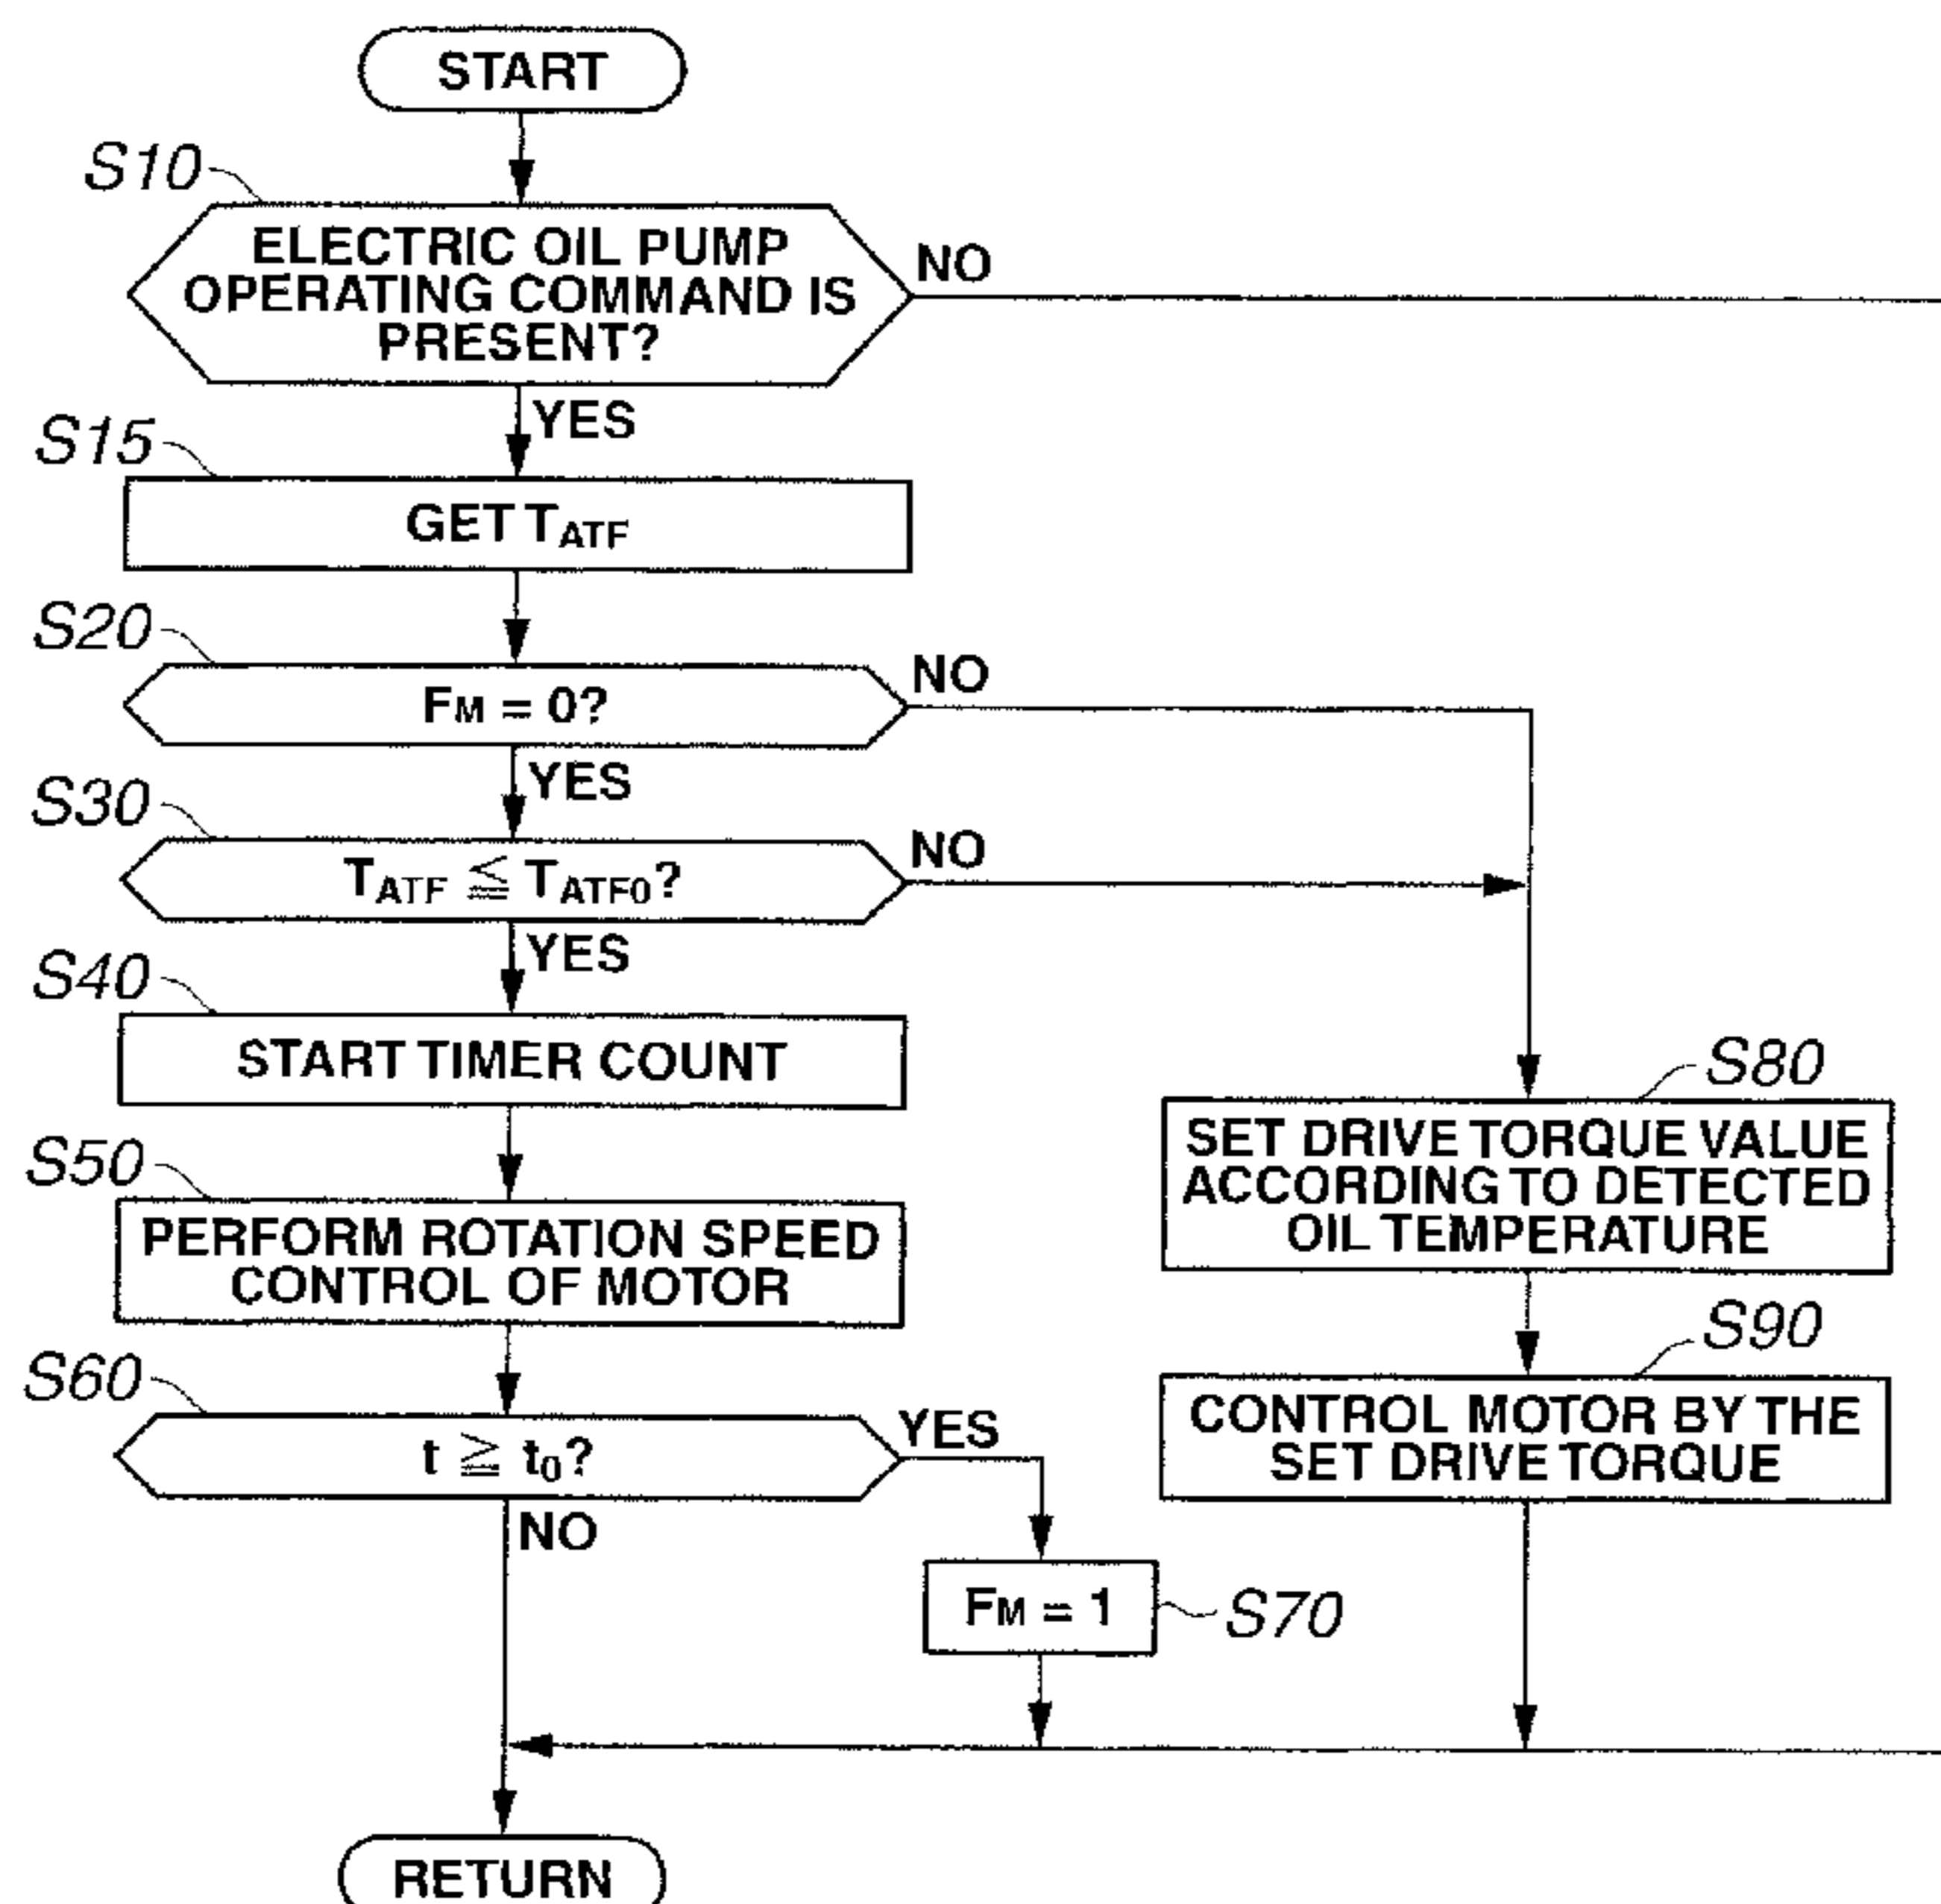 START
S10
ELECTRIC OIL PUMP
OPERATING COMMAND IS
PRESENT?
NO
YES
S15
GET TATF
S20
FM = 0?
NO
YES
S30
TATF ≦ TATF0?
NO
YES
S40
START TIMER COUNT
S50
PERFORM ROTATION SPEED
CONTROL OF MOTOR
S60
t ≧ t0?
YES
NO
FM = 1
S70
S80
SET DRIVE TORQUE VALUE
ACCORDING TO DETECTED
OIL TEMPERATURE
S90
CONTROL MOTOR BY THE
SET DRIVE TORQUE
RETURN